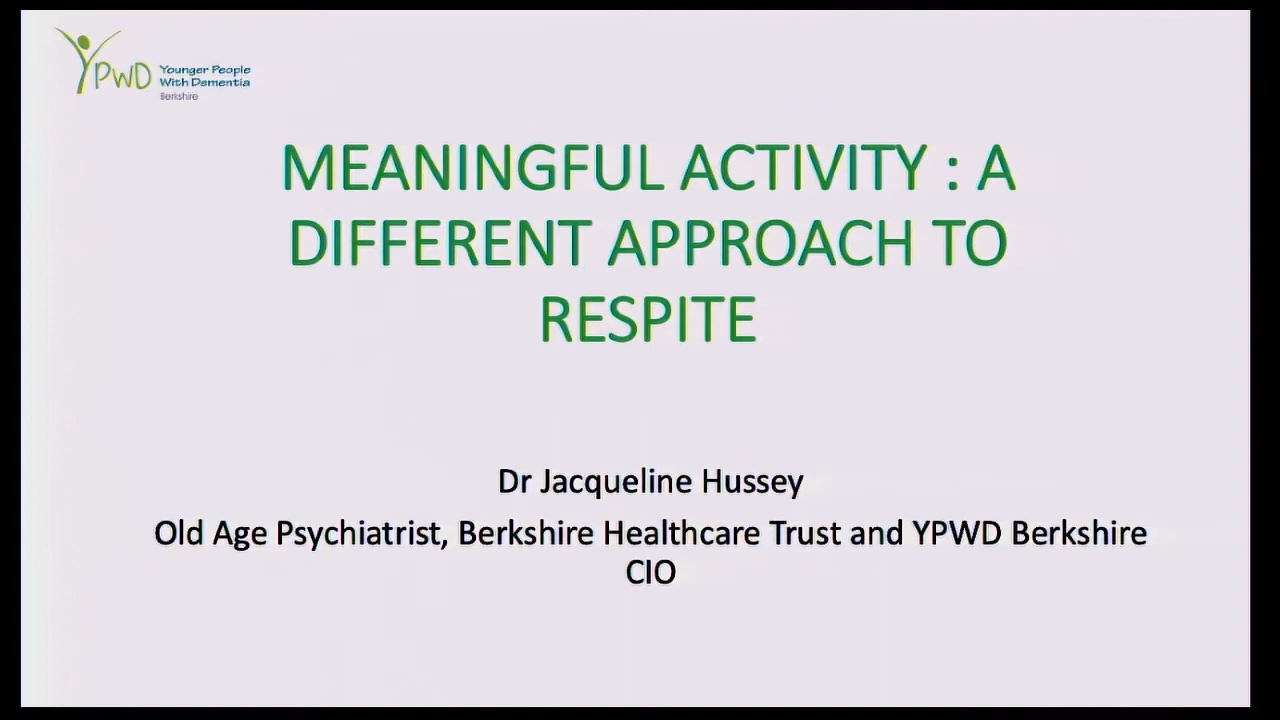 YPWD
Younger People
With Dementia
Berkshire
MEANINGFUL ACTIVITY : A
DIFFERENT APPROACH TO
RESPITE
Dr Jacqueline Hussey
Old Age Psychiatrist, Berkshire Healthcare Trust and YPWD Berkshire
CIO